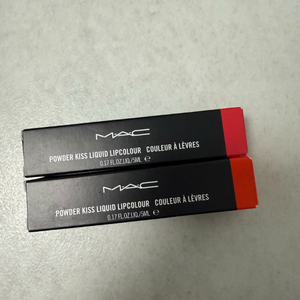 MAC
POWDER KISS LIQUID LIPCOLOUR COULEUR À LÈVRES
0.17 FL.OZ.LIQ./5ML ℮
MAC
POWDER KISS LIQUID LIPCOLOUR COULEUR À LÈVRES
0.17 FL.OZ.LIQ./5ML ℮